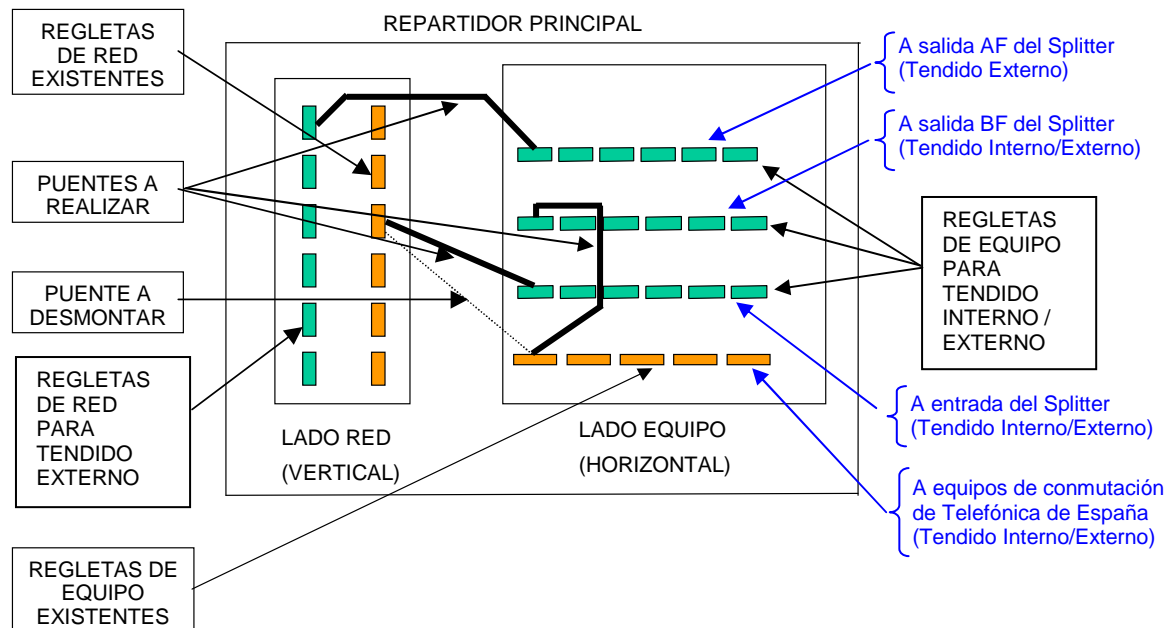 REPARTIDOR PRINCIPAL
REGLETAS
DE RED
EXISTENTES
PUENTES A
REALIZAR
PUENTE A
DESMONTAR
REGLETAS
DE RED
PARA
TENDIDO
EXTERNO
REGLETAS DE
EQUIPO
EXISTENTES
LADO RED
(VERTICAL)
LADO EQUIPO
(HORIZONTAL)
A salida AF del Splitter
(Tendido Externo)
A salida BF del Splitter
(Tendido Interno/Externo)
REGLETAS
DE EQUIPO
PARA
TENDIDO
INTERNO /
EXTERNO
A entrada del Splitter
(Tendido Interno/Externo)
A equipos de conmutación
de Telefónica de España
(Tendido Interno/Externo)